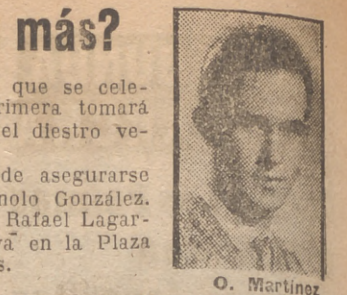 más?
que se cele-
rimera tomará
el diestro ve-
de asegurarse
nolo González.
Rafael Lagar-
va en la Plaza
s.
O. Martínez